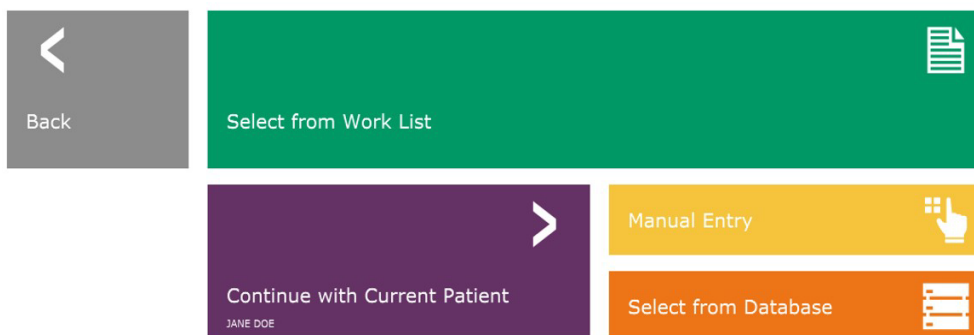 Back
Select from Work List
Continue with Current Patient
JANE DOE
Manual Entry
Select from Database